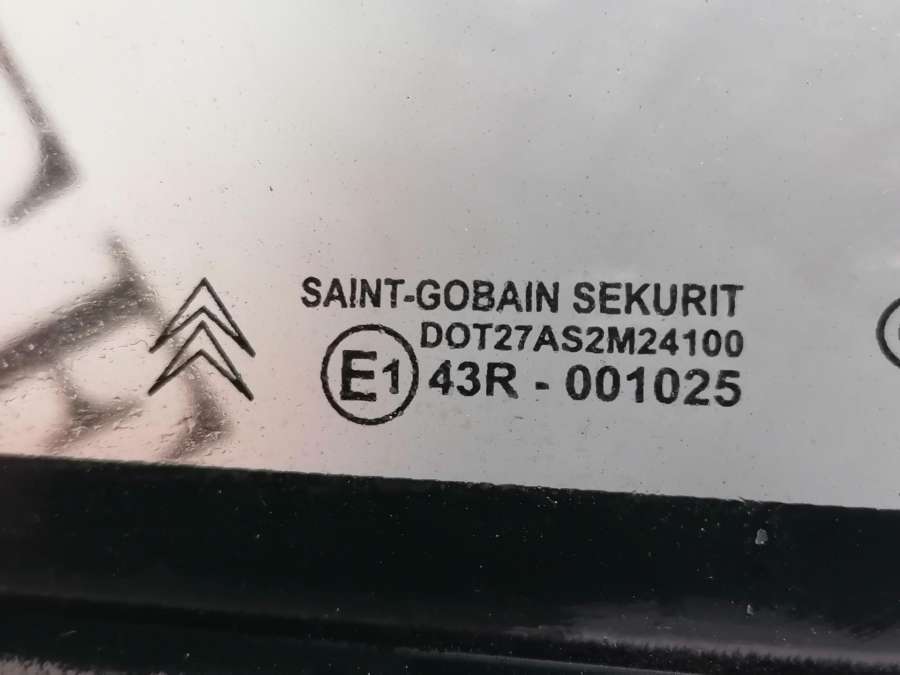 SAINT-GOBAIN SEKURIT
DOT27AS2M24100
E1 43R - 001025